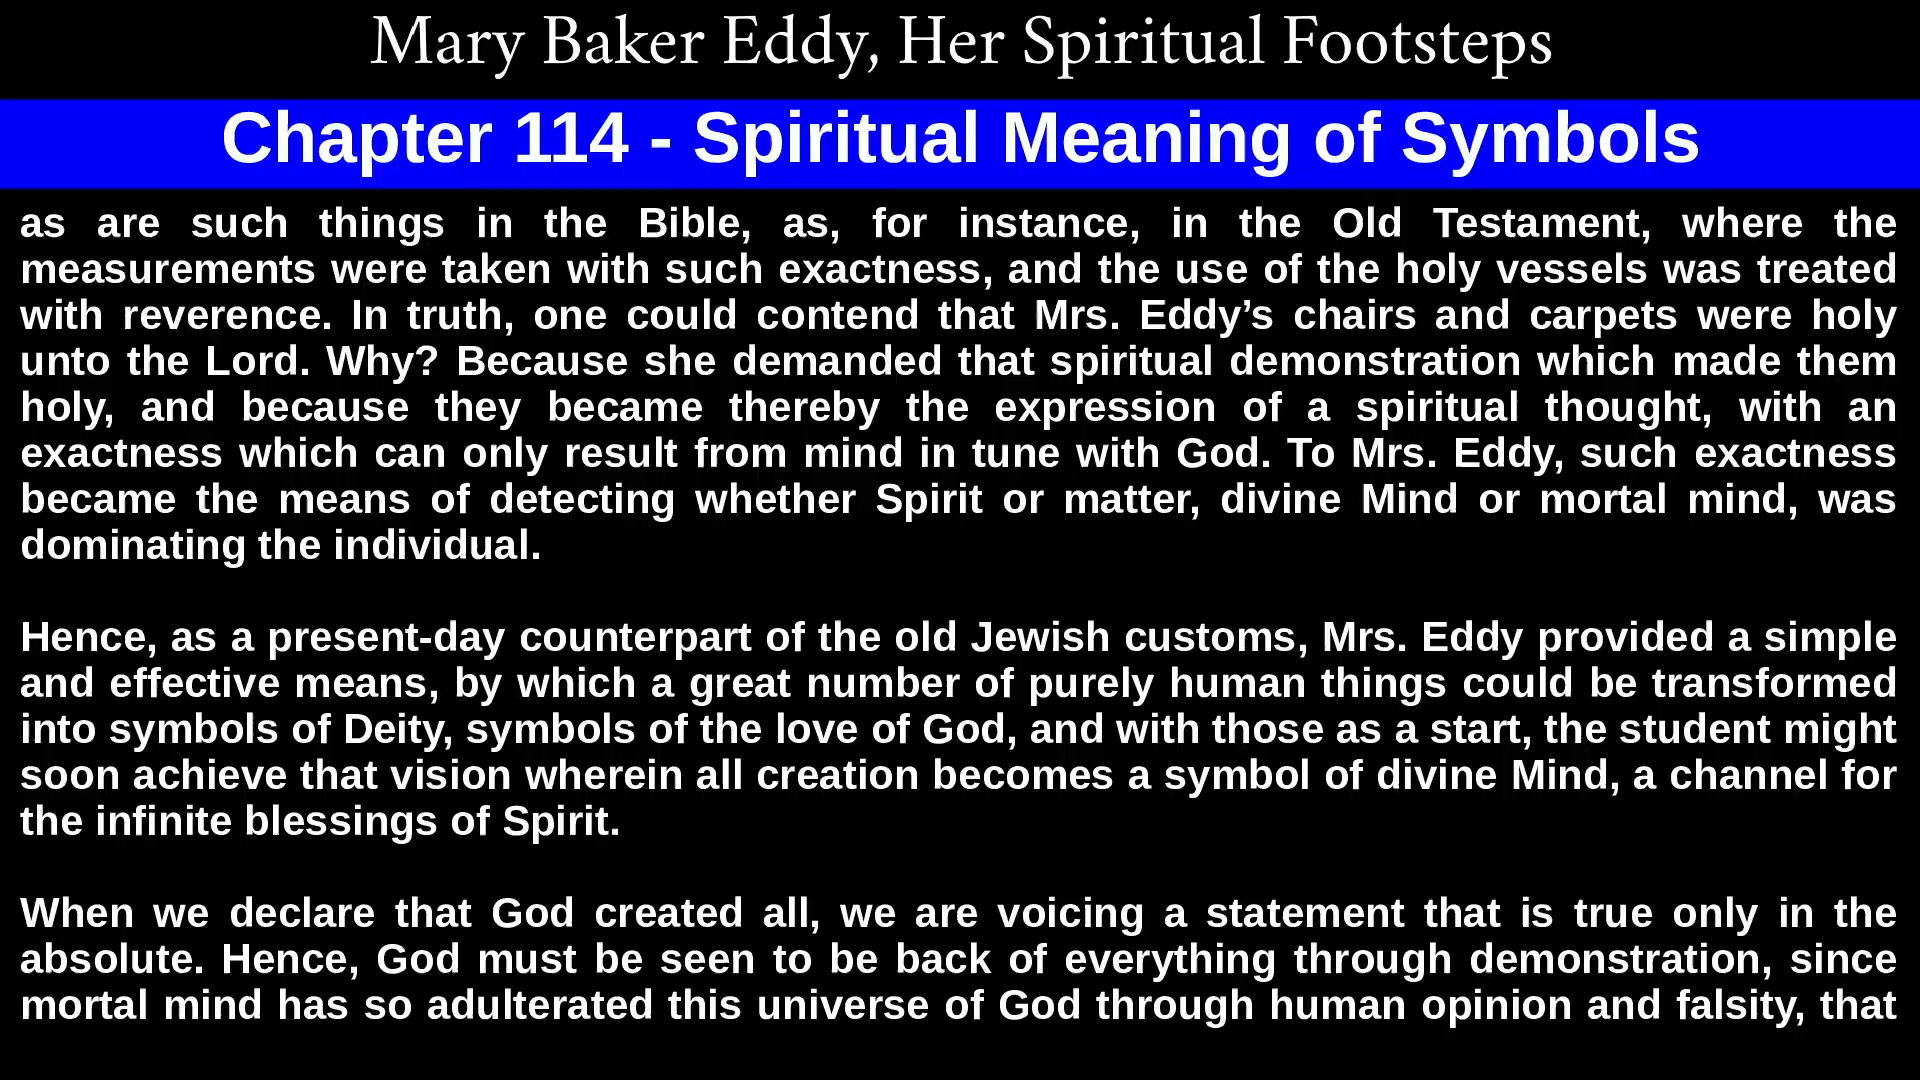 Mary Baker Eddy, Her Spiritual Footsteps
Chapter 114 - Spiritual Meaning of Symbols
as are such things in the Bible, as, for instance, in the Old Testament, where the
measurements were taken with such exactness, and the use of the holy vessels was treated
with reverence. In truth, one could contend that Mrs. Eddy’s chairs and carpets were holy
unto the Lord. Why? Because she demanded that spiritual demonstration which made them
holy, and because they became thereby the expression of a spiritual thought, with an
exactness which can only result from mind in tune with God. To Mrs. Eddy, such exactness
became the means of detecting whether Spirit or matter, divine Mind or mortal mind, was
dominating the individual.
Hence, as a present-day counterpart of the old Jewish customs, Mrs. Eddy provided a simple
and effective means, by which a great number of purely human things could be transformed
into symbols of Deity, symbols of the love of God, and with those as a start, the student might
soon achieve that vision wherein all creation becomes a symbol of divine Mind, a channel for
the infinite blessings of Spirit.
When we declare that God created all, we are voicing a statement that is true only in the
absolute. Hence, God must be seen to be back of everything through demonstration, since
mortal mind has so adulterated this universe of God through human opinion and falsity, that